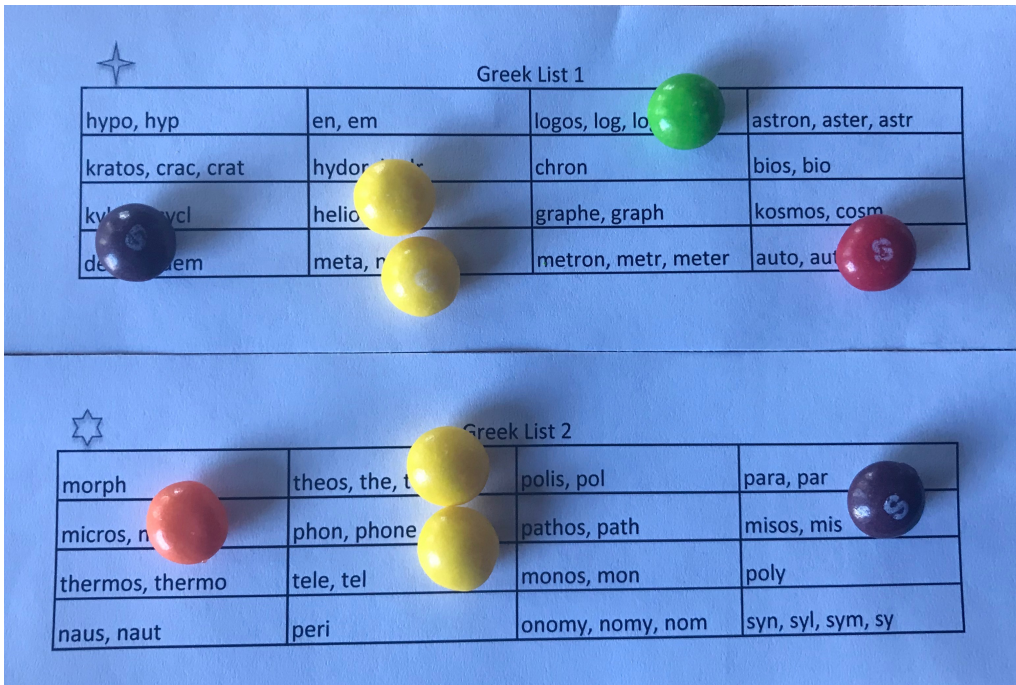 Greek List 1
hypo, hyp en, em logos, log, astron, aster, astr
kratos, crac, crat chron bios, bio
graphe, graph kosmos, cosm
meta, metron, metr, meter auto,
Greek List 2
morph theos, the, polis, pol para, par
micros, phon, phone pathos, path misos, mis
thermos, thermo tele, tel monos, mon poly
naus, naut peri onomy, nomy, nom syn, syl, sym, sy